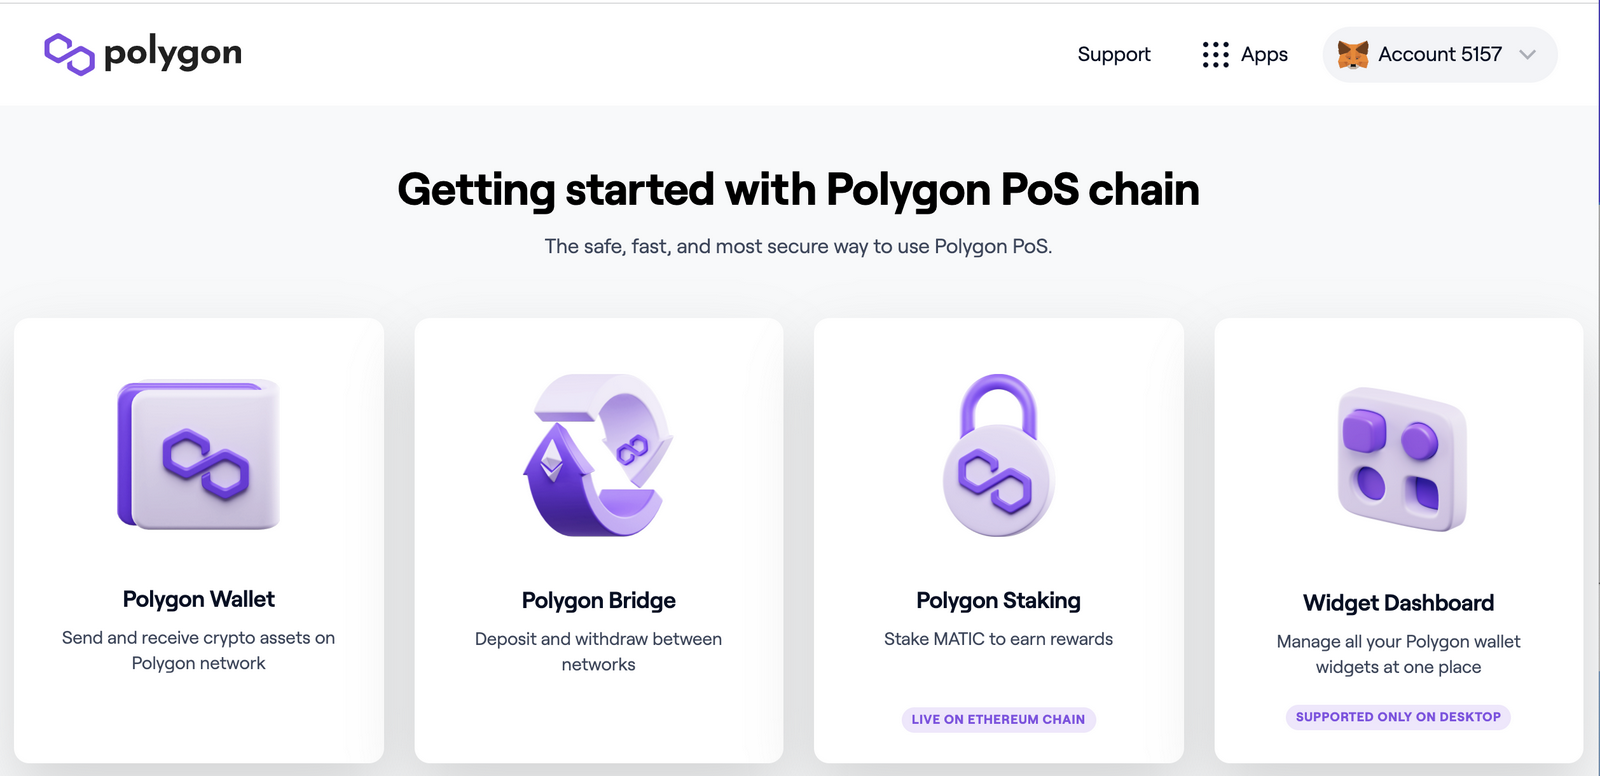 polygon
Support
Apps
Account 5157
Getting started with Polygon PoS chain
The safe, fast, and most secure way to use Polygon PoS.
Polygon Wallet
Send and receive crypto assets on
Polygon network
Polygon Bridge
Deposit and withdraw between
networks
Polygon Staking
Stake MATIC to earn rewards
LIVE ON ETHEREUM CHAIN
Widget Dashboard
Manage all your Polygon wallet
widgets at one place
SUPPORTED ONLY ON DESKTOP